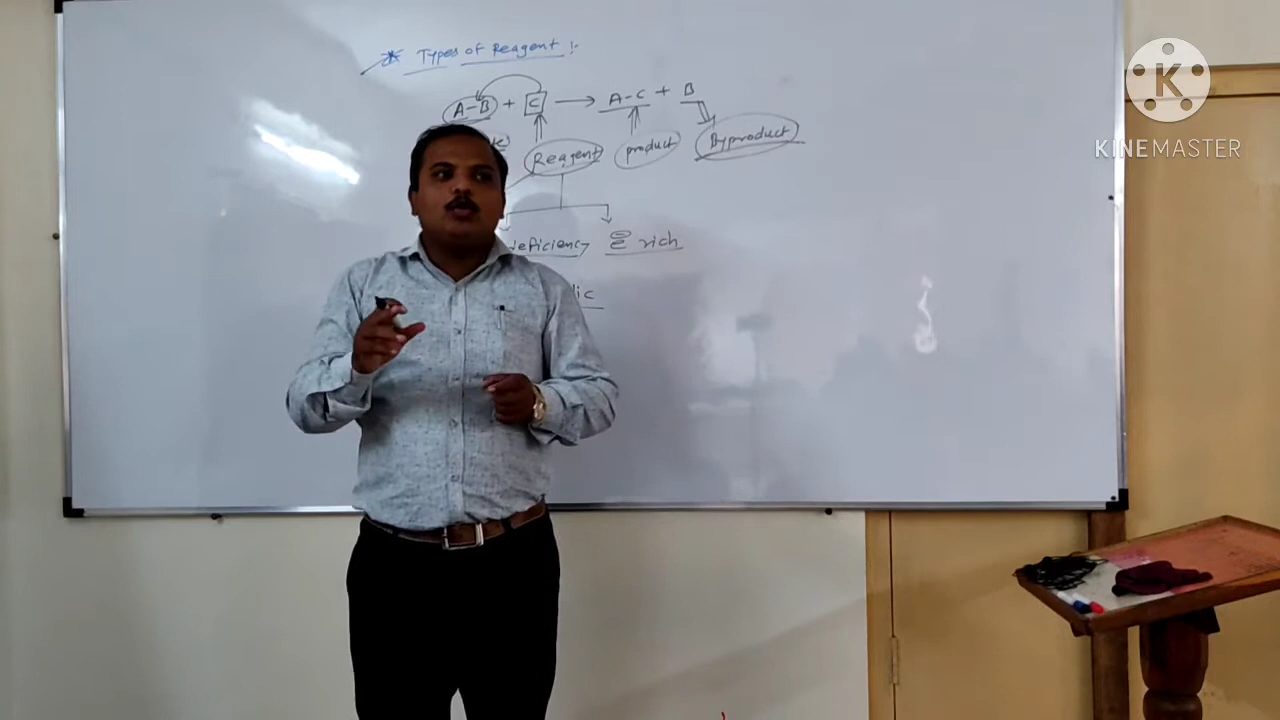 * Types of Reagent :-
A-B + C → A-C + B
Reagent product Byproduct
deficiency ē rich
K
KINEMASTER